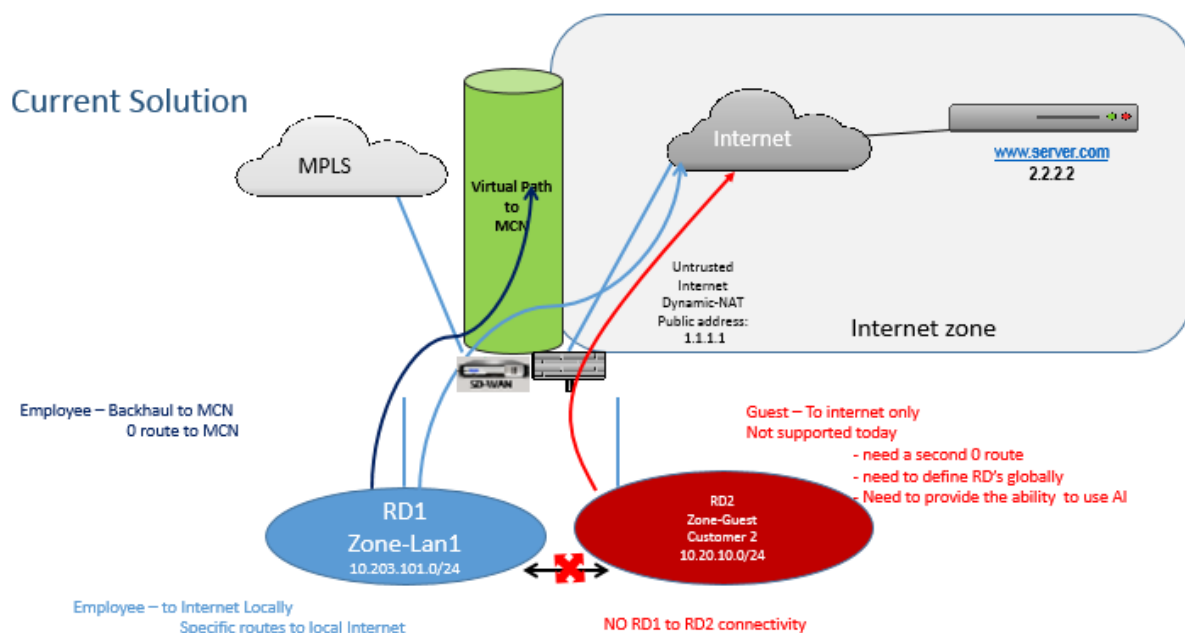 Current Solution
MPLS
Virtual Path
to
MCN
Internet
www.server.com
2.2.2.2
Untrusted
Internet
Dynamic-NAT
Public address:
1.1.1.1
Internet zone
SD-WAN
Employee – Backhaul to MCN
0 route to MCN
Guest – To internet only
Not supported today
- need a second 0 route
- need to define RD's globally
- Need to provide the ability to use AI
RD1
Zone-Lan1
10.203.101.0/24
RD2
Zone-Guest
Customer 2
10.20.10.0/24
Employee – to Internet Locally
Specific routes to local Internet
NO RD1 to RD2 connectivity